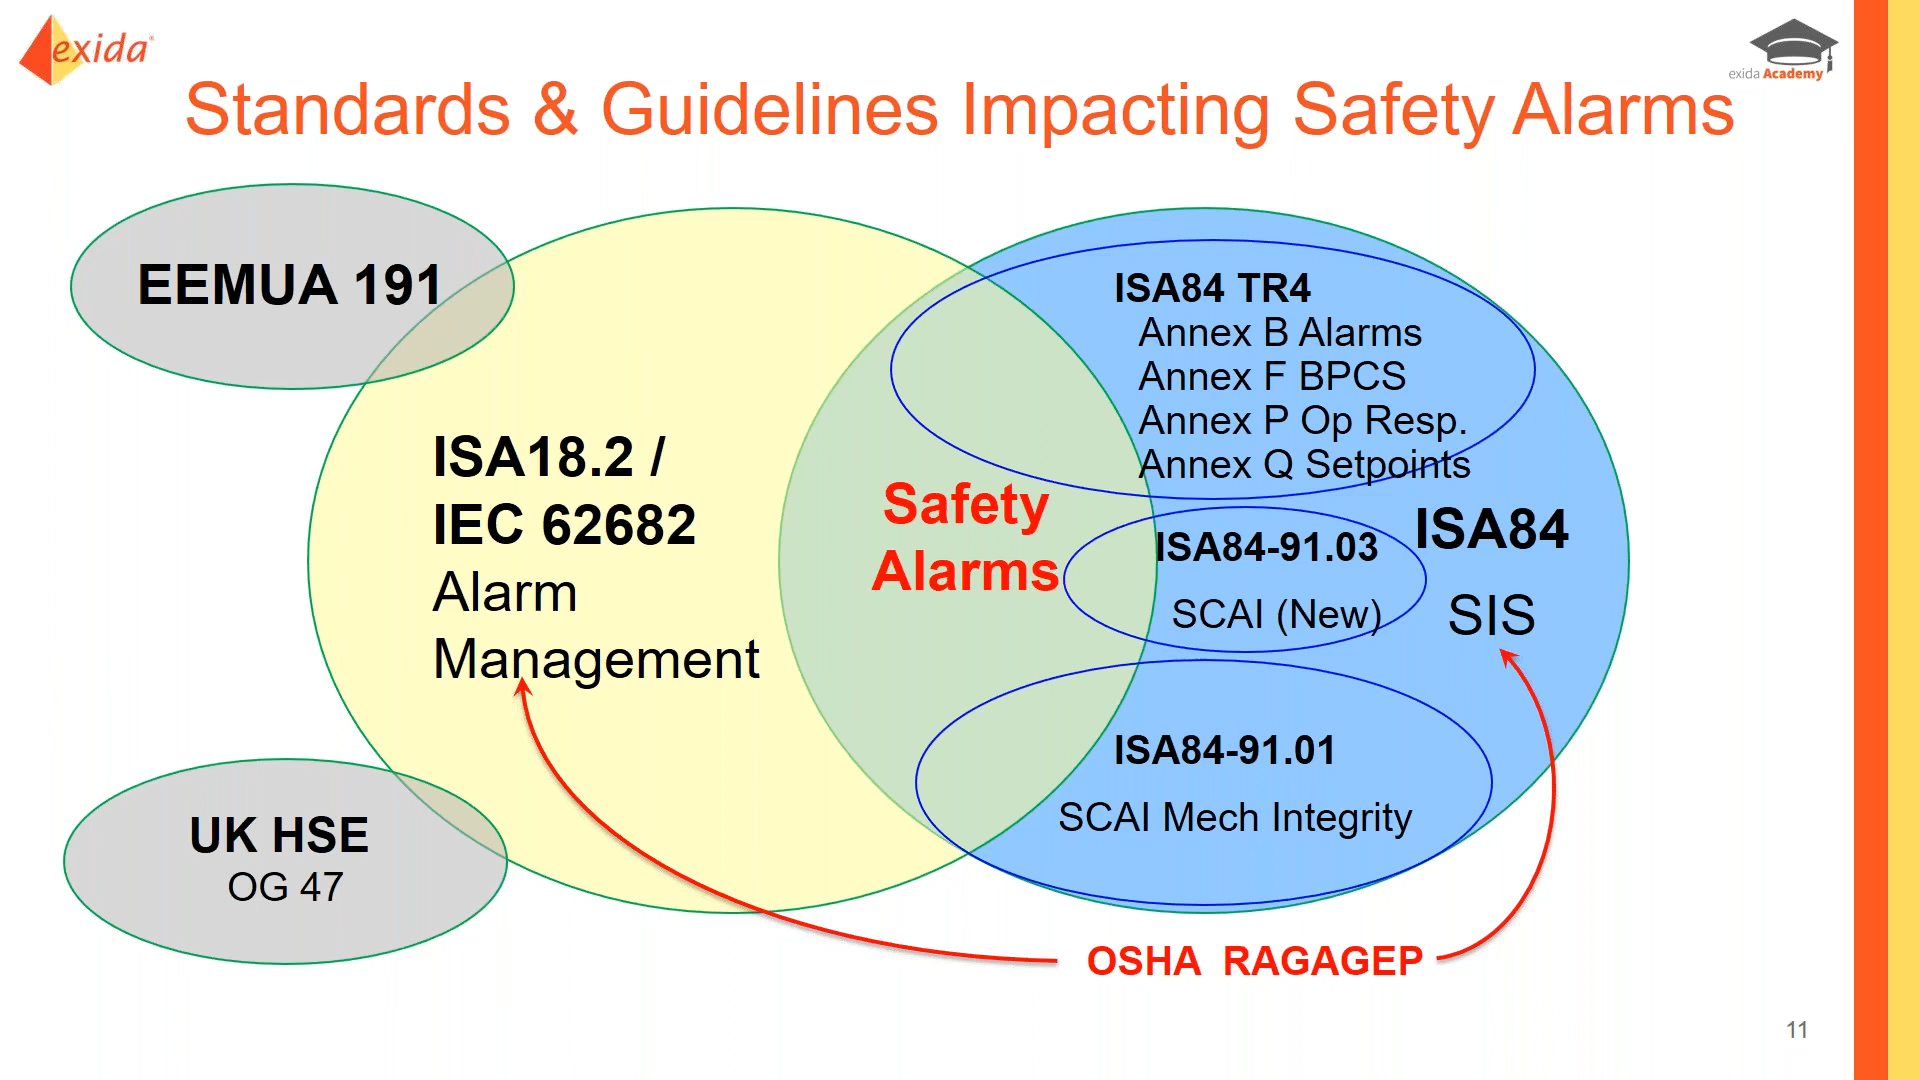 exida
exida Academy
Standards & Guidelines Impacting Safety Alarms
EEMUA 191
ISA18.2 /
IEC 62682
Alarm
Management
UK HSE
OG 47
Safety
Alarms
ISA84 TR4
Annex B Alarms
Annex F BPCS
Annex P Op Resp.
Annex Q Setpoints
ISA84-91.03
SCAI (New)
ISA84
SIS
ISA84-91.01
SCAI Mech Integrity
OSHA RAGAGEP
11